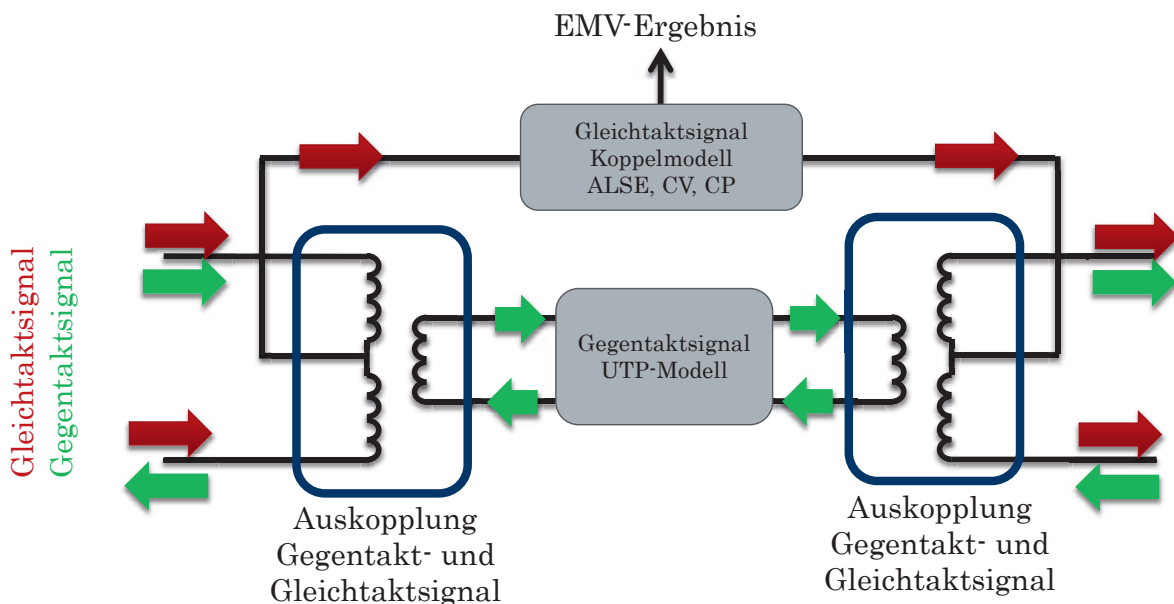 EMV-Ergebnis
Gleichtaktsignal
Koppelmodell
ALSE, CV, CP
Gleichtaktsignal
Gegentaktsignal
Gegentaktsignal
UTP-Modell
Auskopplung
Gegentakt- und
Gleichtaktsignal
Auskopplung
Gegentakt- und
Gleichtaktsignal